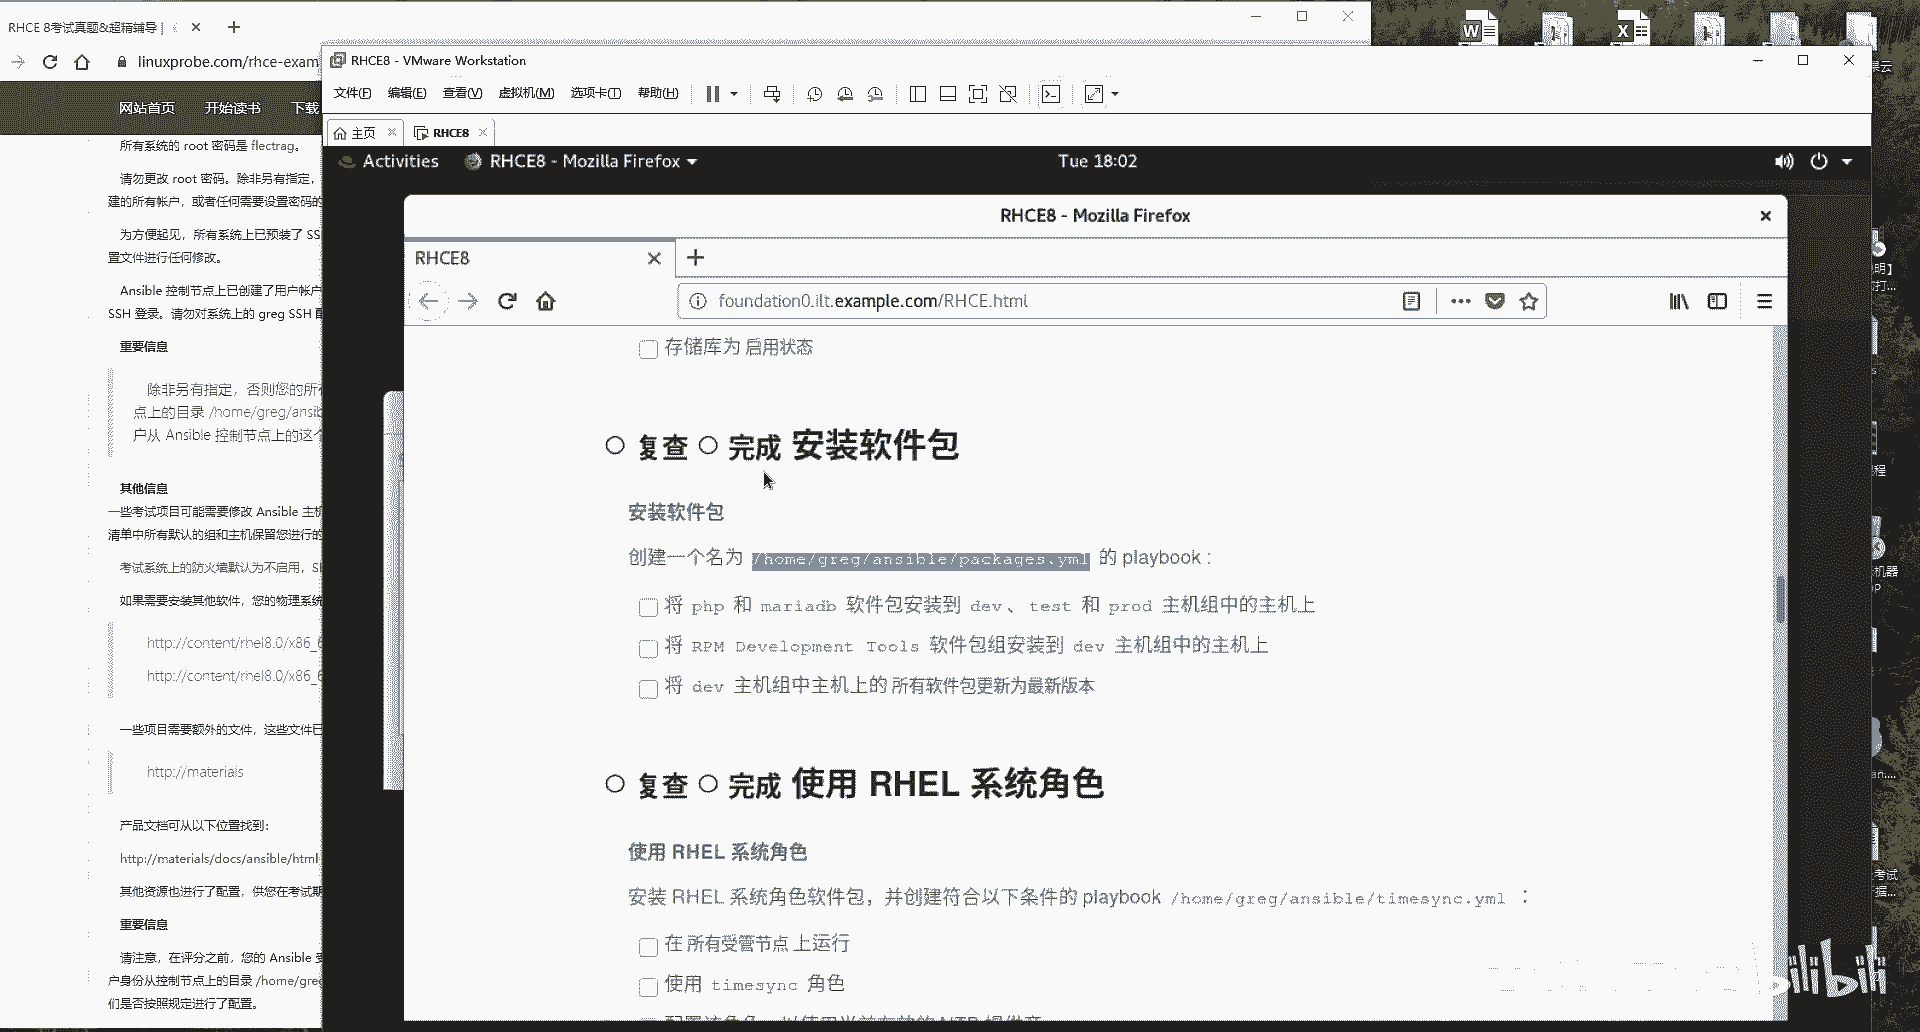 RHCE 8考试真题&超精辅导 |
linuxprobe.com/rhce-exam
网站首页 开始读书 下载
所有系统的 root 密码是 flectrag。
请勿更改 root 密码。除非另有指定，
建的所有帐户，或者任何需要设置密码的
为方便起见，所有系统上已预装了 SS
置文件进行任何修改。
Ansible 控制节点上已创建了用户帐户
SSH 登录。请勿对系统上的 greg SSH 配
重要信息
除非另有指定，否则您的所有
点上的目录 /home/greg/ansib
户从 Ansible 控制节点上的这个
其他信息
一些考试项目可能需要修改 Ansible 主机
清单中所有默认的组和主机保留您进行的
考试系统上的防火墙默认为不启用，SE
如果需要安装其他软件，您的物理系统
http://content/rhel8.0/x86_6
http://content/rhel8.0/x86_6
一些项目需要额外的文件，这些文件已
http://materials
产品文档可从以下位置找到：
http://materials/docs/ansible/html
其他资源也进行了配置，供您在考试期
重要信息
请注意，在评分之前，您的 Ansible 受
户身份从控制节点上的目录 /home/greg
们是否按照规定进行了配置。
RHCE8 - VMware Workstation
文件(F) 编辑(E) 查看(V) 虚拟机(M) 选项卡(T) 帮助(H)
主页 RHCE8
Activities RHCE8 - Mozilla Firefox Tue 18:02
RHCE8 - Mozilla Firefox
RHCE8
foundation0.ilt.example.com/RHCE.html
存储库为 启用状态
复查 完成 安装软件包
安装软件包
创建一个名为 /home/greg/ansible/packages.yml 的 playbook :
将 php 和 mariadb 软件包安装到 dev、test 和 prod 主机组中的主机上
将 RPM Development Tools 软件包组安装到 dev 主机组中的主机上
将 dev 主机组中主机上的 所有软件包更新为最新版本
复查 完成 使用 RHEL 系统角色
使用 RHEL 系统角色
安装 RHEL 系统角色软件包，并创建符合以下条件的 playbook /home/greg/ansible/timesync.yml ：
在 所有受管节点 上运行
使用 timesync 角色
bilibili